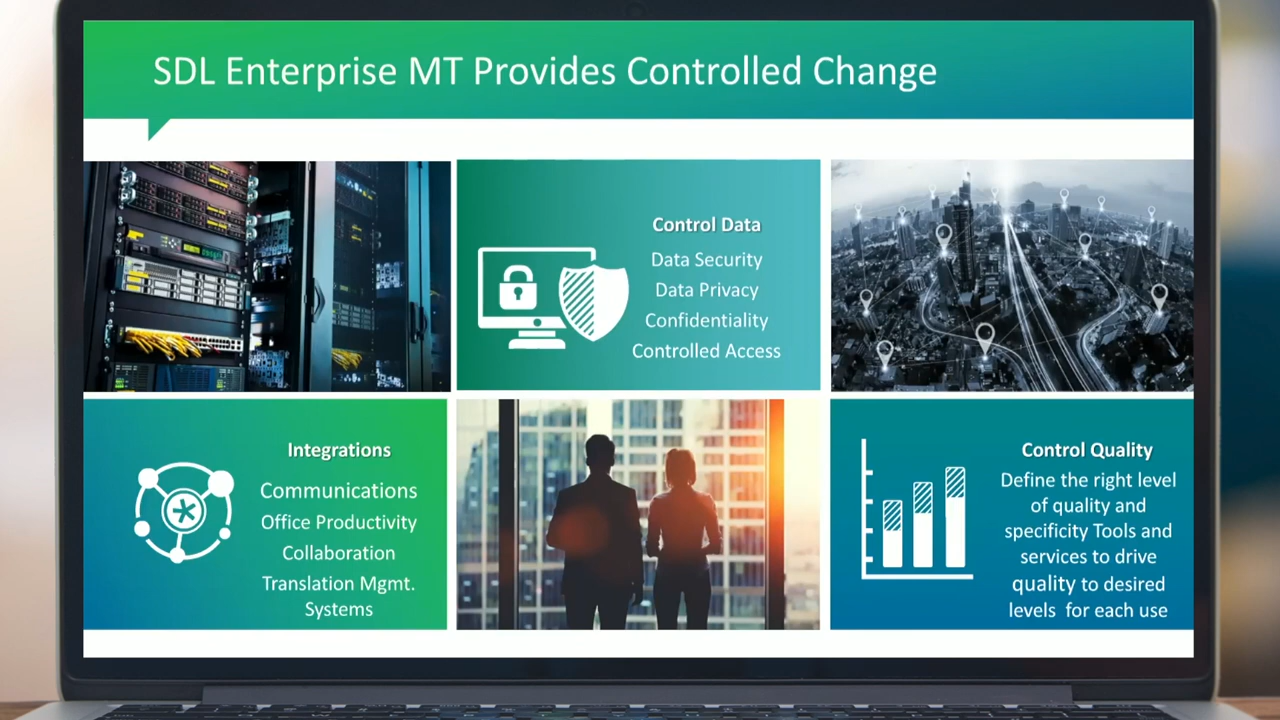 SDL Enterprise MT Provides Controlled Change
Control Data
Data Security
Data Privacy
Confidentiality
Controlled Access
Integrations
Communications
Office Productivity
Collaboration
Translation Mgmt.
Systems
Control Quality
Define the right level
of quality and
specificity Tools and
services to drive
quality to desired
levels for each use